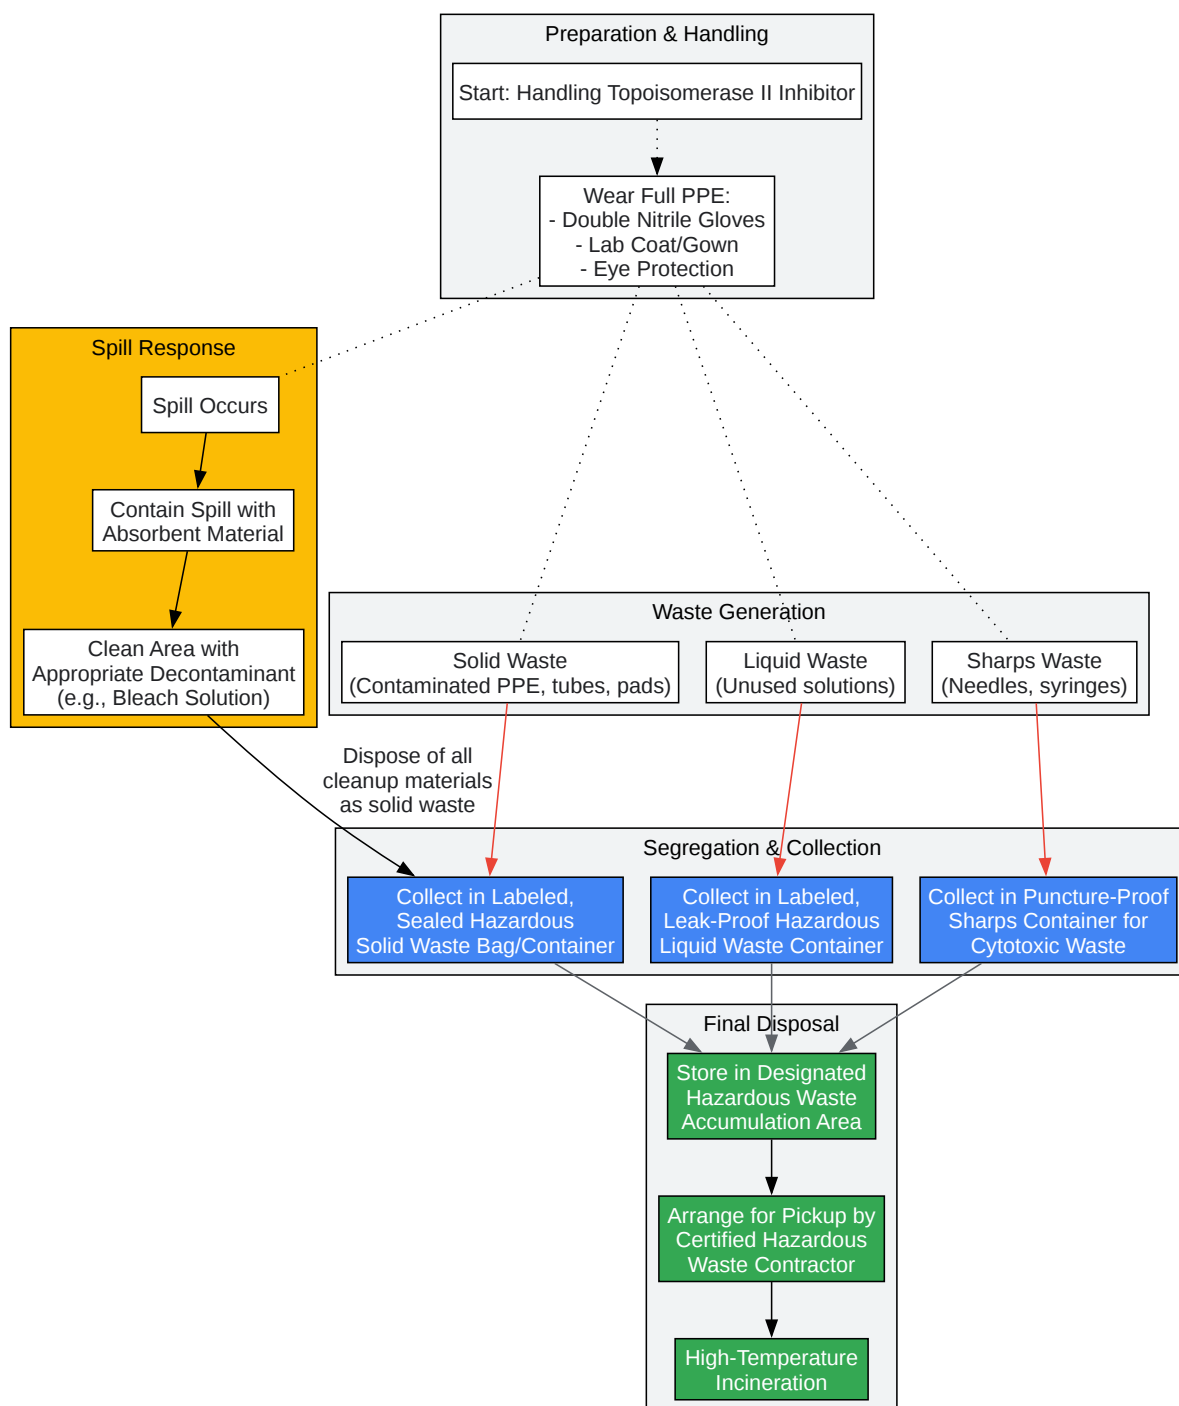 Preparation & Handling
Start: Handling Topoisomerase II Inhibitor
Wear Full PPE:
- Double Nitrile Gloves
- Lab Coat/Gown
- Eye Protection
Spill Response
Spill Occurs
Contain Spill with
Absorbent Material
Clean Area with
Appropriate Decontaminant
(e.g., Bleach Solution)
Waste Generation
Solid Waste
(Contaminated PPE, tubes, pads)
Liquid Waste
(Unused solutions)
Sharps Waste
(Needles, syringes)
Dispose of all
cleanup materials
as solid waste
Segregation & Collection
Collect in Labeled,
Sealed Hazardous
Solid Waste Bag/Container
Collect in Labeled,
Leak-Proof Hazardous
Liquid Waste Container
Collect in Puncture-Proof
Sharps Container for
Cytotoxic Waste
Final Disposal
Store in Designated
Hazardous Waste
Accumulation Area
Arrange for Pickup by
Certified Hazardous
Waste Contractor
High-Temperature
Incineration